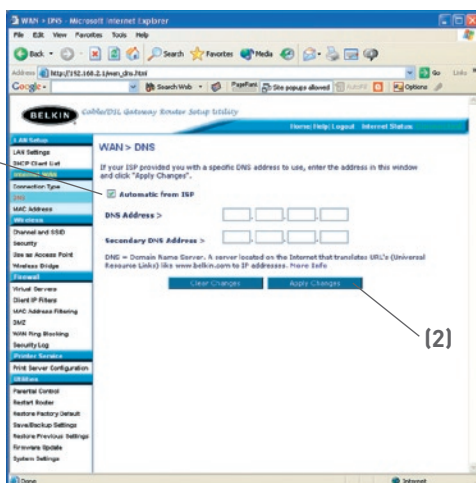 WAN > DNS - Microsoft Internet Explorer
File Edit View Favorites Tools Help
Back Search Favorites Media
Address http://192.168.2.1/wan_dns.html Go Links
Google Search Web PageRank Site popups allowed AutoFill Options
BELKIN Cable/DSL Gateway Router Setup Utility
Home| Help| Logout Internet Status
LAN Setup
LAN Settings
DHCP Client List
Internet WAN
Connection Type
DNS
MAC Address
Wireless
Channel and SSID
Security
Use as Access Point
Wireless Bridge
Firewall
Virtual Servers
Client IP Filters
MAC Address Filtering
DMZ
WAN Ping Blocking
Security Log
Printer Service
Print Server Configuration
Utilities
Parental Control
Restart Router
Restore Factory Default
Save/Backup Settings
Restore Previous Settings
Firmware Update
System Settings
WAN > DNS
If your ISP provided you with a specific DNS address to use, enter the address in this window
and click "Apply Changes".
Automatic from ISP
DNS Address >
Secondary DNS Address >
DNS = Domain Name Server. A server located on the Internet that translates URL's (Universal
Resource Links) like www.belkin.com to IP addresses. More Info
Clear Changes Apply Changes
(2)
Done Internet